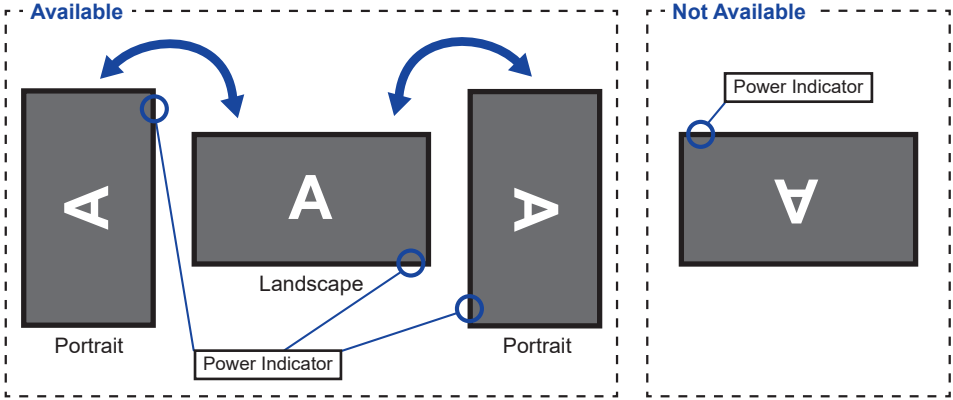 Available
Not Available
Power Indicator
A
A
A
A
Landscape
Portrait
Portrait
Power Indicator